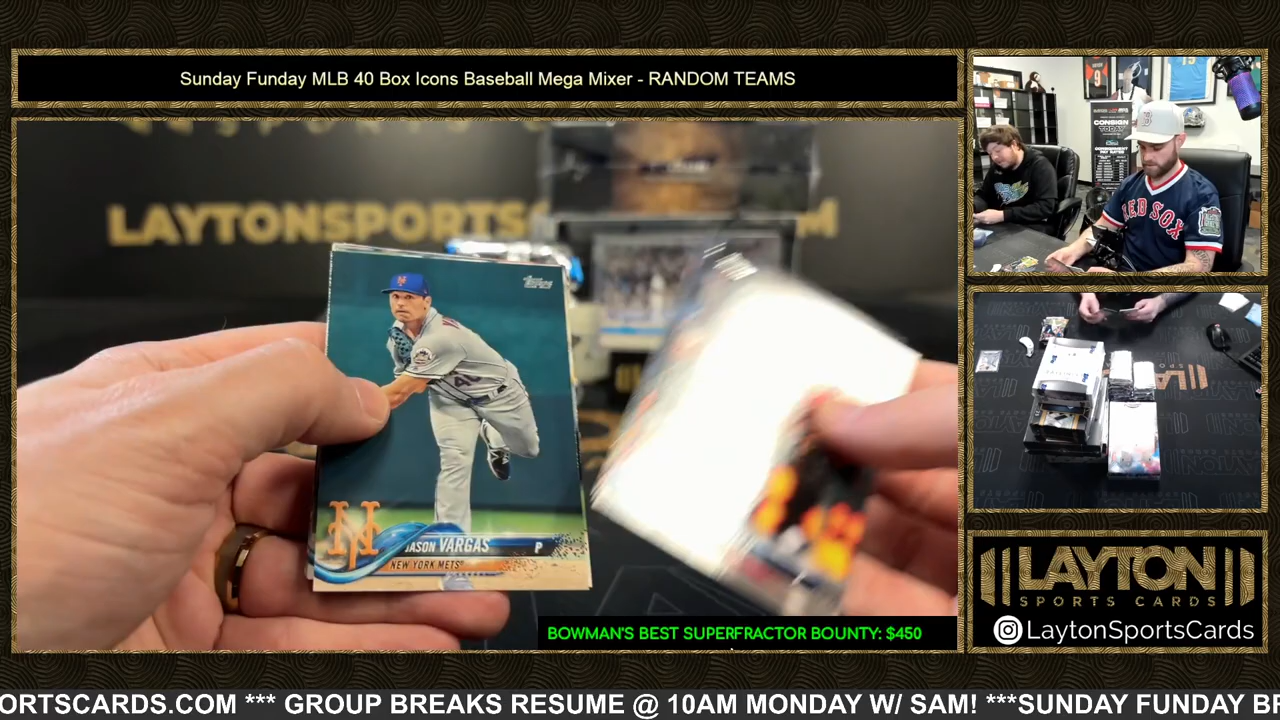 Sunday Funday MLB 40 Box Icons Baseball Mega Mixer - RANDOM TEAMS
LAYTONSPORTS
M
Topps
JASON VARGAS P
NEW YORK METS
BOWMAN'S BEST SUPERFRACTOR BOUNTY: $450
CONSIGN
TODAY
RED SOX
LAYTON
SPORTS CARDS
LaytonSportsCards
ORTSCARDS.COM *** GROUP BREAKS RESUME @ 10AM MONDAY W/ SAM! ***SUNDAY FUNDAY BR